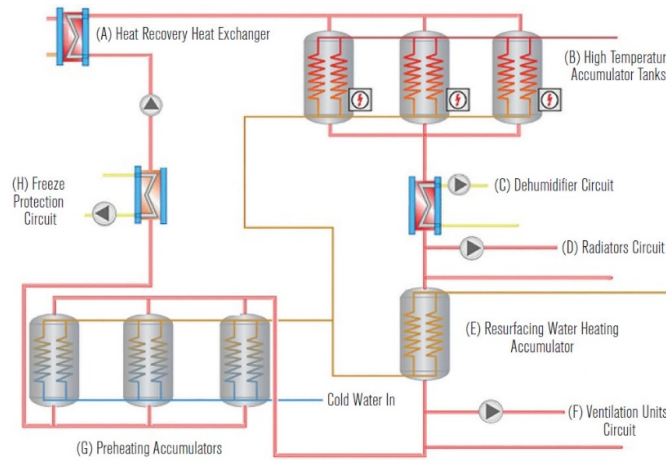 (A) Heat Recovery Heat Exchanger
(B) High Temperatur
Accumulator Tanks
(H) Freeze
Protection
Circuit
(C) Dehumidifier Circuit
(D) Radiators Circuit
(E) Resurfacing Water Heating
Accumulator
Cold Water In
(F) Ventilation Units
Circuit
(G) Preheating Accumulators